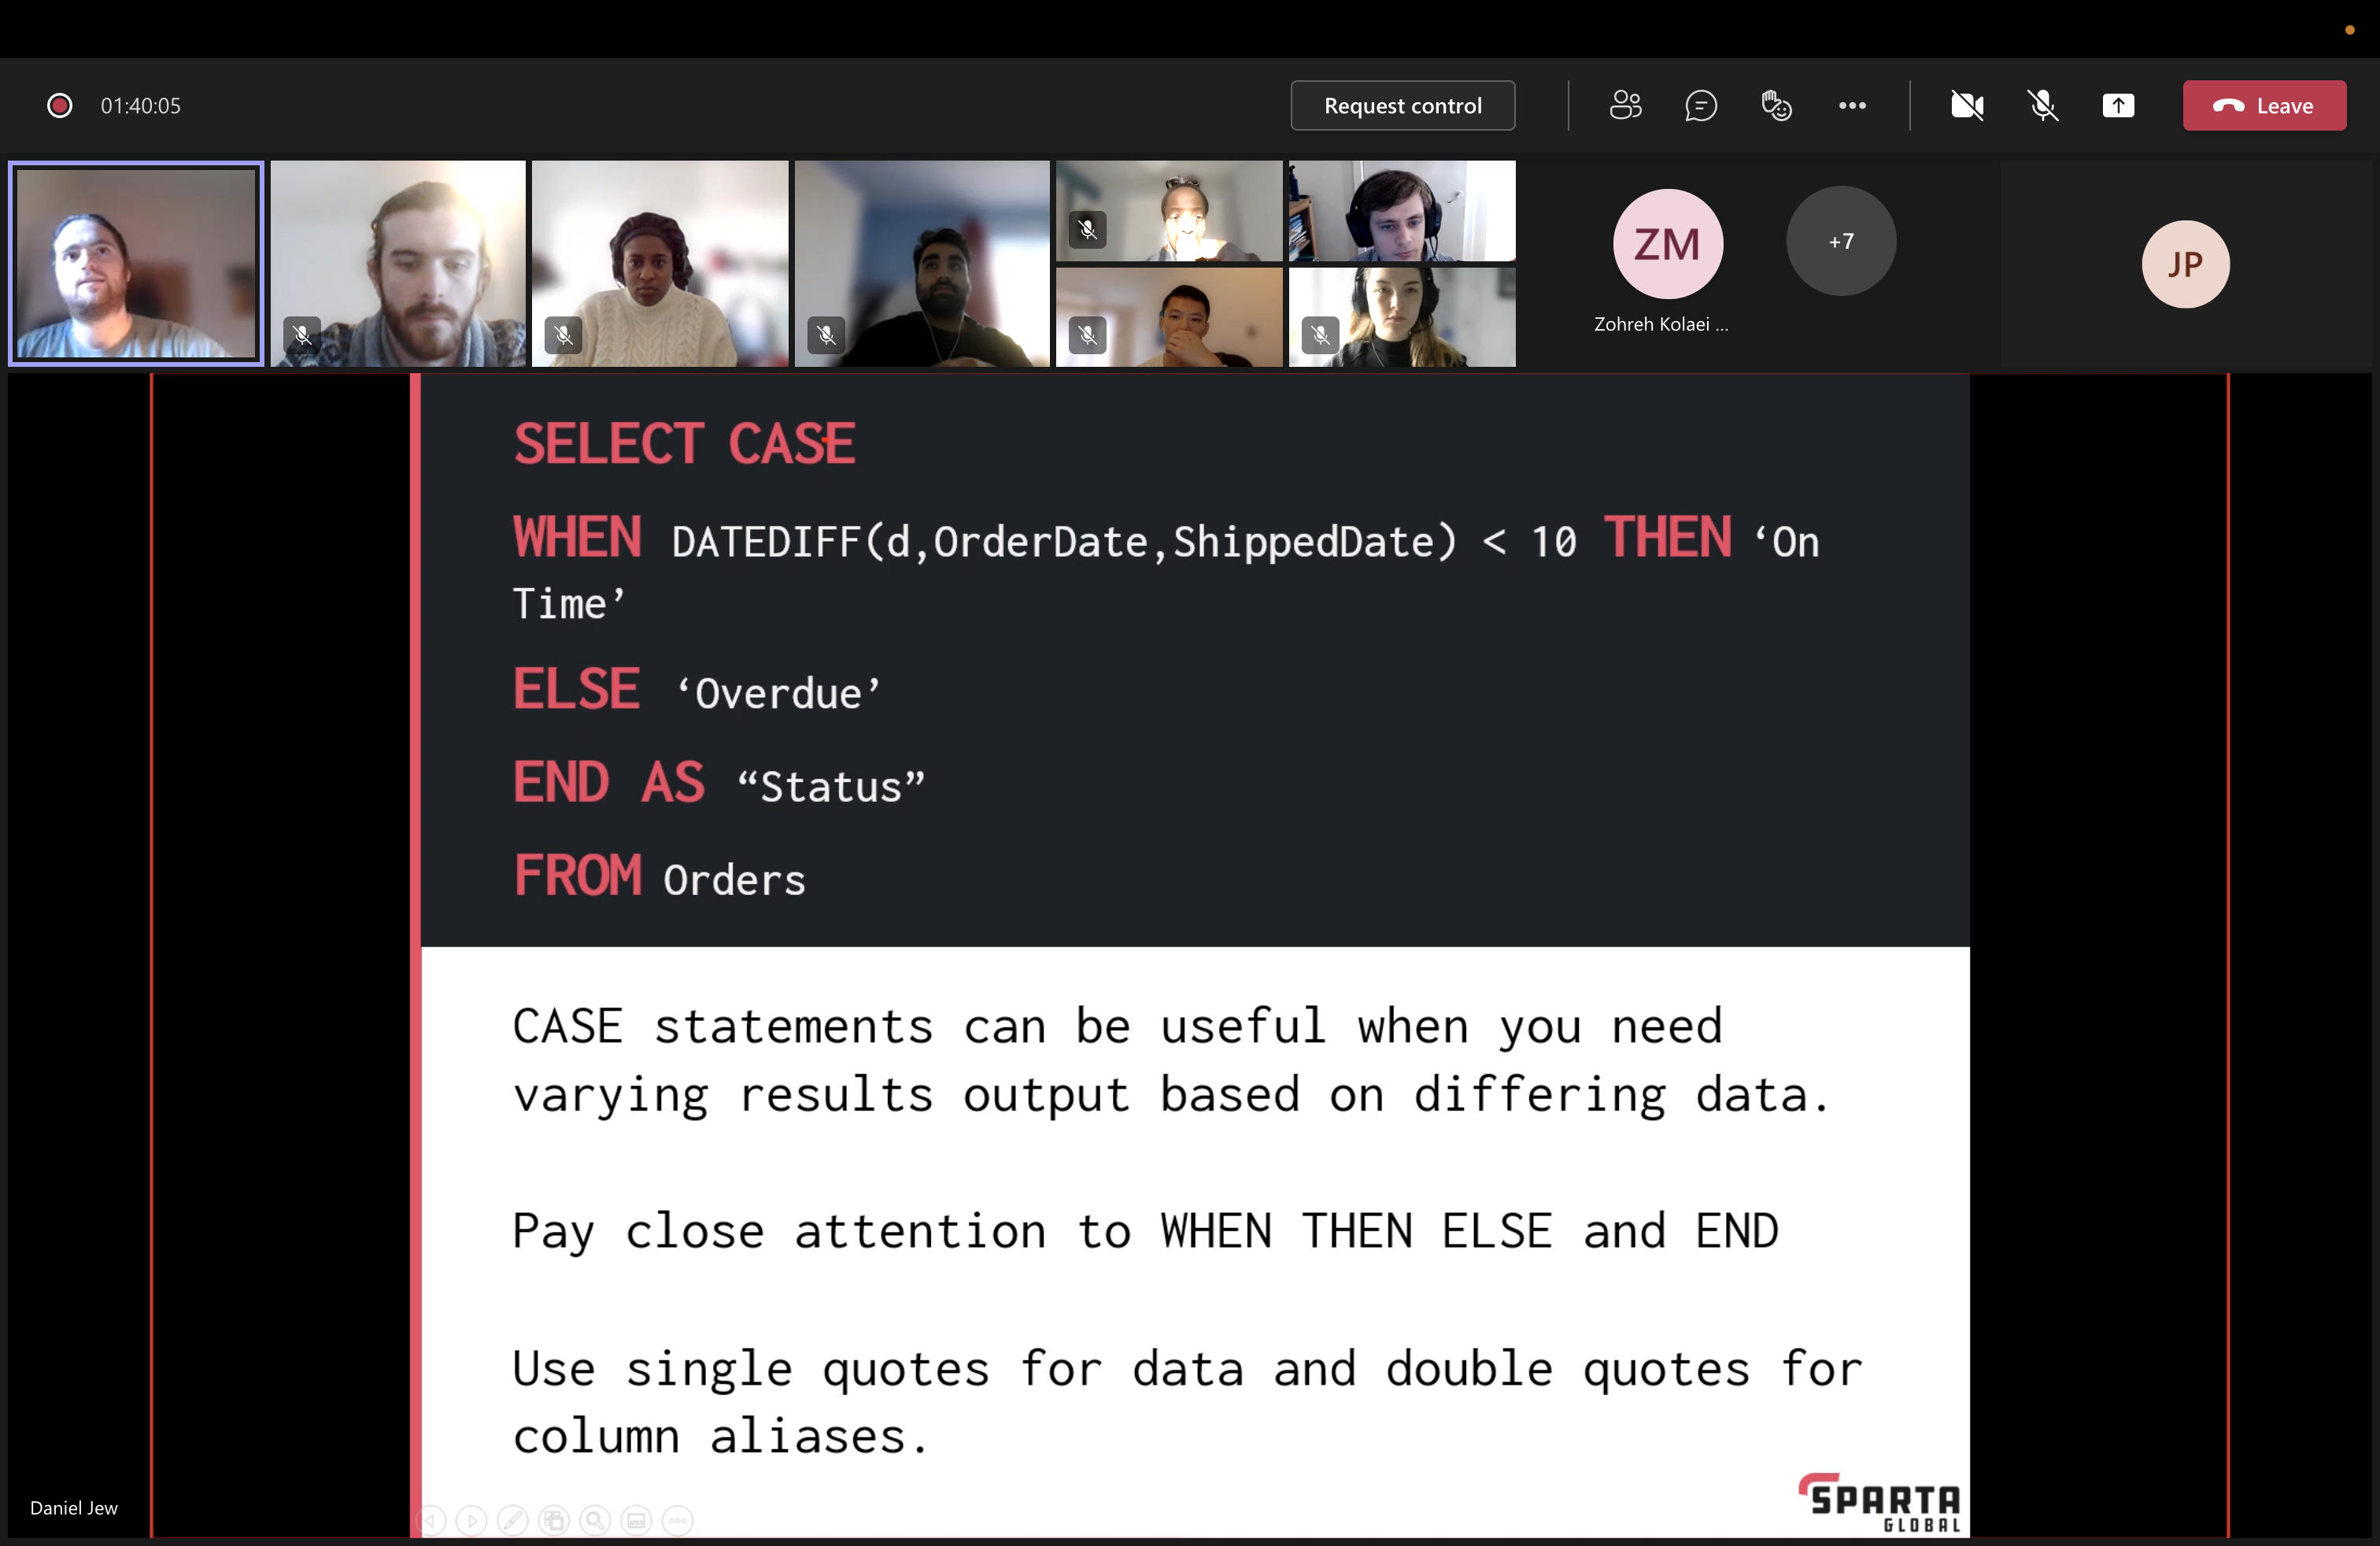 01:40:05
Request control
Leave
ZM
+7
JP
Zohreh Kolaei ...
SELECT CASE
WHEN DATEDIFF(d,OrderDate,ShippedDate) < 10 THEN ‘On
Time’
ELSE ‘Overdue’
END AS “Status”
FROM Orders
CASE statements can be useful when you need
varying results output based on differing data.
Pay close attention to WHEN THEN ELSE and END
Use single quotes for data and double quotes for
column aliases.
SPARTA
GLOBAL
Daniel Jew